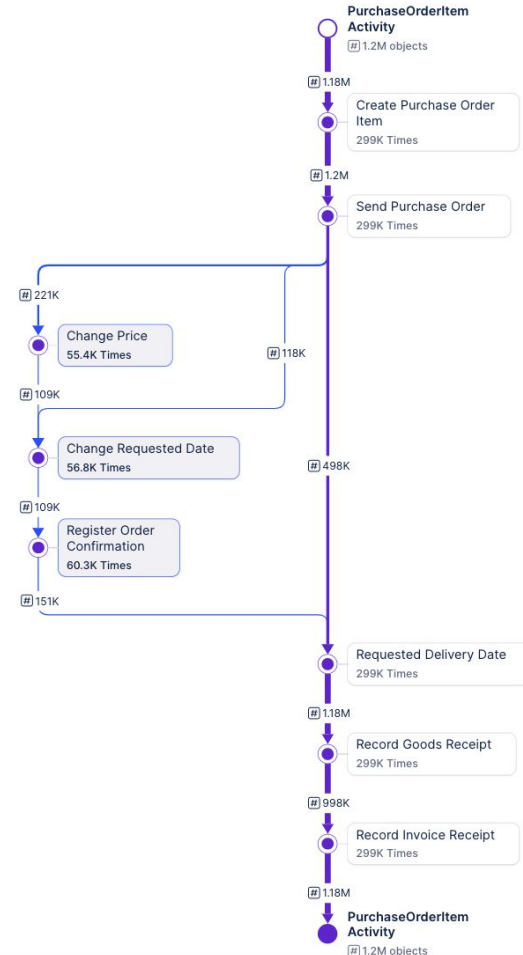 PurchaseOrderItem
Activity
# 1.2M objects
# 1.18M
Create Purchase Order
Item
299K Times
# 1.2M
Send Purchase Order
299K Times
# 221K
Change Price
55.4K Times
# 118K
# 109K
Change Requested Date
56.8K Times
# 498K
# 109K
Register Order
Confirmation
60.3K Times
# 151K
Requested Delivery Date
299K Times
# 1.18M
Record Goods Receipt
299K Times
# 998K
Record Invoice Receipt
299K Times
# 1.18M
PurchaseOrderItem
Activity
# 1.2M objects